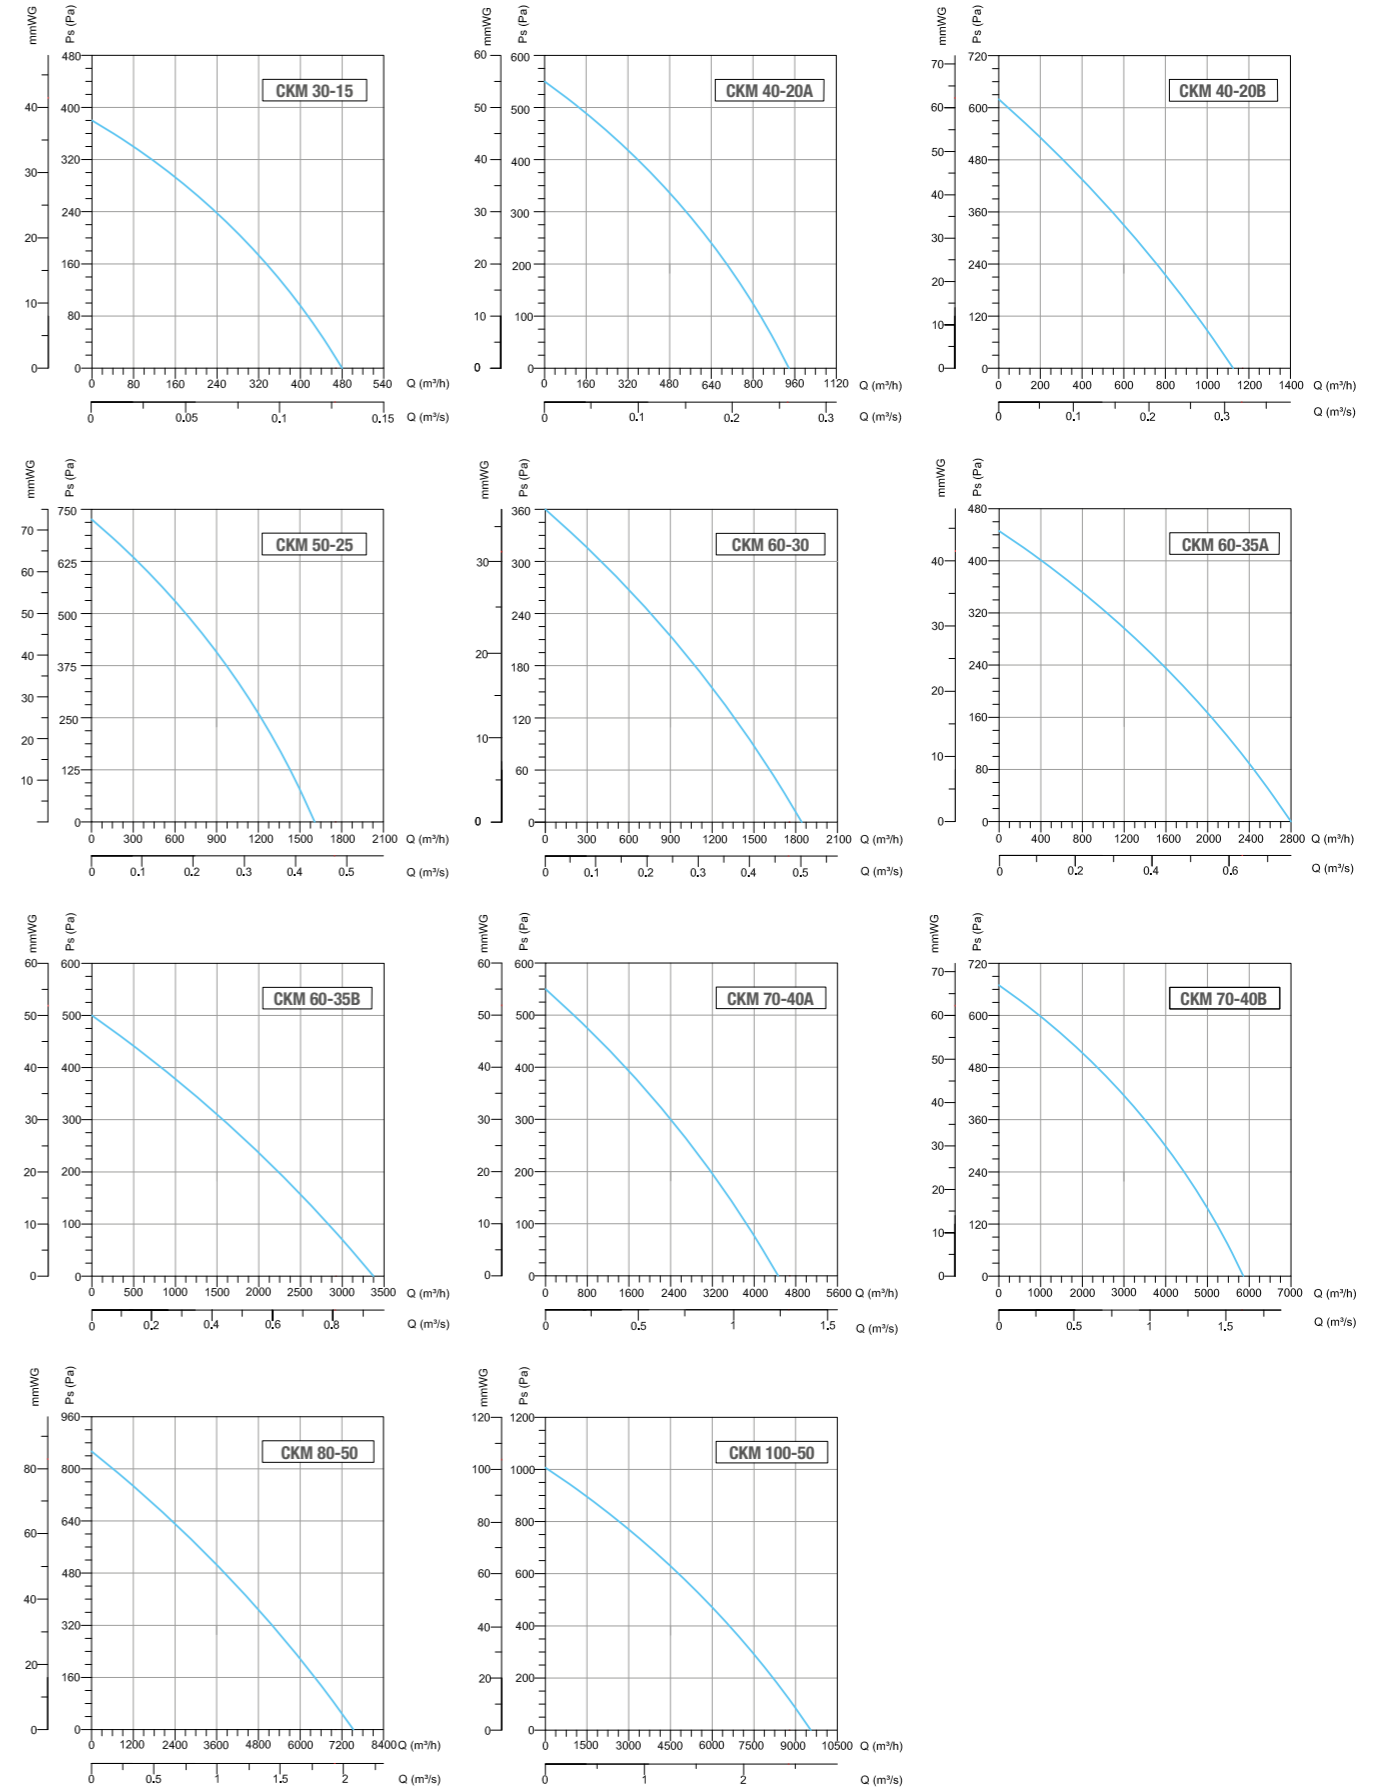 mmWG Ps (Pa)
480
CKM 30-15
40 400
30 320
20 240
160
10 80
0 0
0 80 160 240 320 400 480 540 Q (m³/h)
0 0.05 0.1 0.15 Q (m³/s)
mmWG Ps (Pa)
60 600
CKM 40-20A
50 500
40 400
30 300
20 200
10 100
0 0
0 160 320 480 640 800 960 1120 Q (m³/h)
0 0.1 0.2 0.3 Q (m³/s)
mmWG Ps (Pa)
70 720
CKM 40-20B
60 600
50 480
40 360
30
20 240
10 120
0 0
0 200 400 600 800 1000 1200 1400 Q (m³/h)
0 0.1 0.2 0.3 Q (m³/s)
mmWG Ps (Pa)
750
70 CKM 50-25
60 625
50 500
40 375
30 250
20
10 125
0
0 300 600 900 1200 1500 1800 2100 Q (m³/h)
0 0.1 0.2 0.3 0.4 0.5 Q (m³/s)
mmWG Ps (Pa)
360
CKM 60-30
30 300
240
20 180
10 120
60
0 0
0 300 600 900 1200 1500 1800 2100 Q (m³/h)
0 0.1 0.2 0.3 0.4 0.5 Q (m³/s)
mmWG Ps (Pa)
480
CKM 60-35A
40 400
30 320
20 240
160
10 80
0 0
0 400 800 1200 1600 2000 2400 2800 Q (m³/h)
0 0.2 0.4 0.6 Q (m³/s)
mmWG Ps (Pa)
60 600
CKM 60-35B
50 500
40 400
30 300
20 200
10 100
0 0
0 500 1000 1500 2000 2500 3000 3500 Q (m³/h)
0 0.2 0.4 0.6 0.8 Q (m³/s)
mmWG Ps (Pa)
60 600
CKM 70-40A
50 500
40 400
30 300
20 200
10 100
0 0
0 800 1600 2400 3200 4000 4800 5600 Q (m³/h)
0 0.5 1 1.5 Q (m³/s)
mmWG Ps (Pa)
70 720
CKM 70-40B
60 600
50 480
40 360
30
20 240
10 120
0 0
0 1000 2000 3000 4000 5000 6000 7000 Q (m³/h)
0 0.5 1 1.5 Q (m³/s)
mmWG Ps (Pa)
960
CKM 80-50
80 800
60 640
480
40 320
20 160
0 0
0 1200 2400 3600 4800 6000 7200 8400 Q (m³/h)
0 0.5 1 1.5 2 Q (m³/s)
mmWG Ps (Pa)
120 1200
CKM 100-50
100 1000
80 800
60 600
40 400
20 200
0 0
0 1500 3000 4500 6000 7500 9000 10500 Q (m³/h)
0 1 2 Q (m³/s)